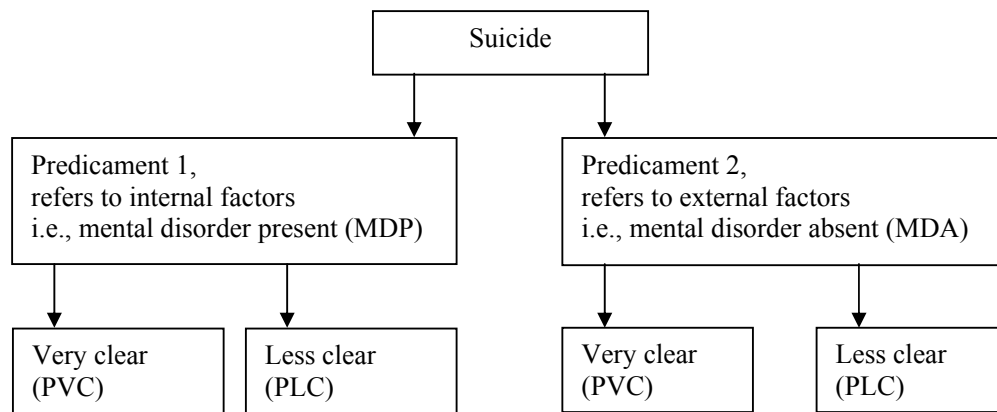 Suicide
Predicament 1,
refers to internal factors
i.e., mental disorder present (MDP)
Predicament 2,
refers to external factors
i.e., mental disorder absent (MDA)
Very clear
(PVC)
Less clear
(PLC)
Very clear
(PVC)
Less clear
(PLC)